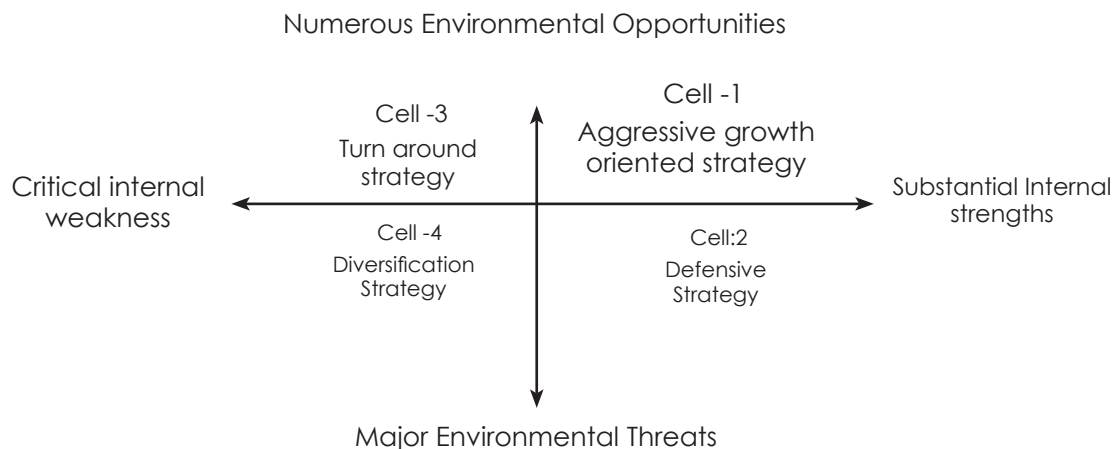 Numerous Environmental Opportunities
Cell -3
Turn around
strategy
Cell -1
Aggressive growth
oriented strategy
Critical internal
weakness
Substantial Internal
strengths
Cell -4
Diversification
Strategy
Cell:2
Defensive
Strategy
Major Environmental Threats